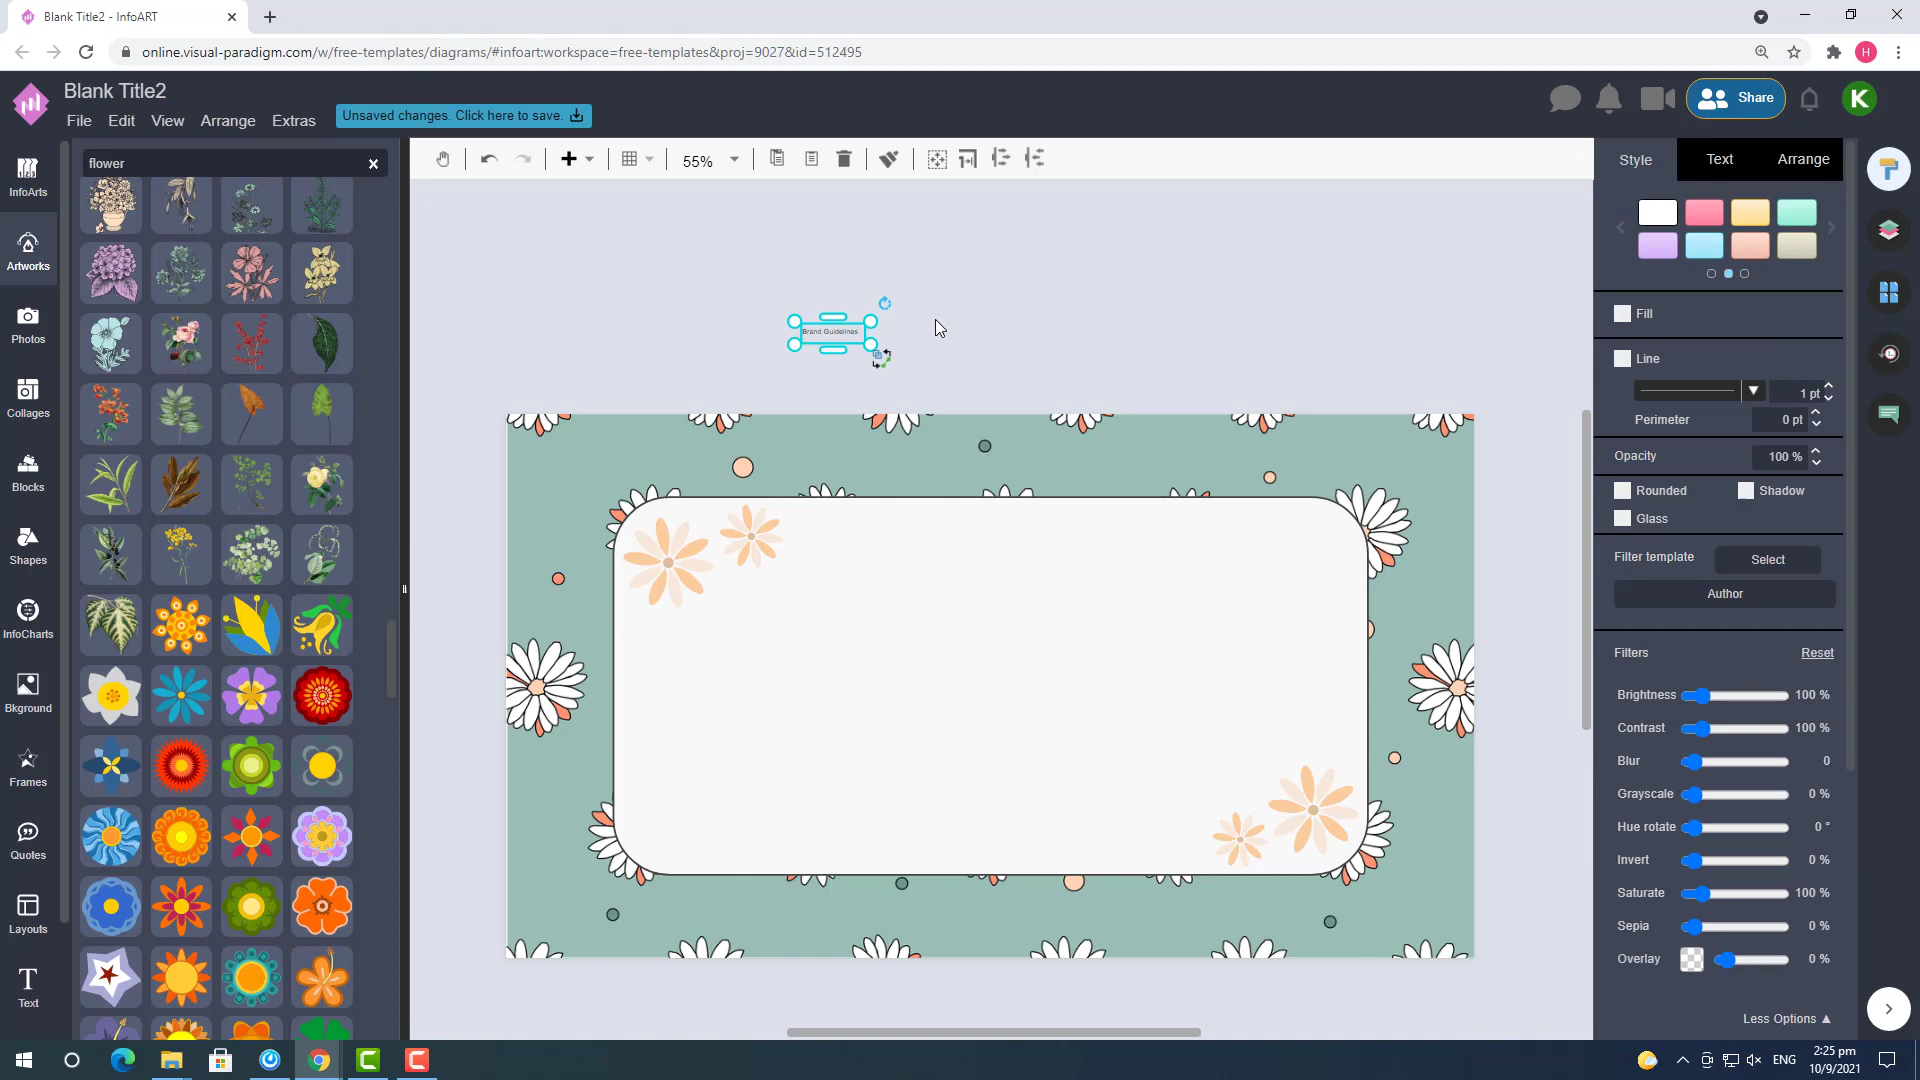 Blank Title2 - InfoART
online.visual-paradigm.com/w/free-templates/diagrams/#infoart:workspace=free-templates&proj=9027&id=512495
H
Blank Title2
File Edit View Arrange Extras
Unsaved changes. Click here to save.
Share
K
flower
55%
Style Text Arrange
InfoArts
Artworks
Photos
Collages
Blocks
Shapes
InfoCharts
Bkground
Frames
Quotes
Layouts
T
Text
Brand Guidelines
Fill
Line
1 pt
Perimeter 0 pt
Opacity 100 %
Rounded Shadow
Glass
Filter template Select
Author
Filters Reset
Brightness 100 %
Contrast 100 %
Blur 0
Grayscale 0 %
Hue rotate 0 °
Invert 0 %
Saturate 100 %
Sepia 0 %
Overlay 0 %
Less Options
ENG
2:25 pm
10/9/2021